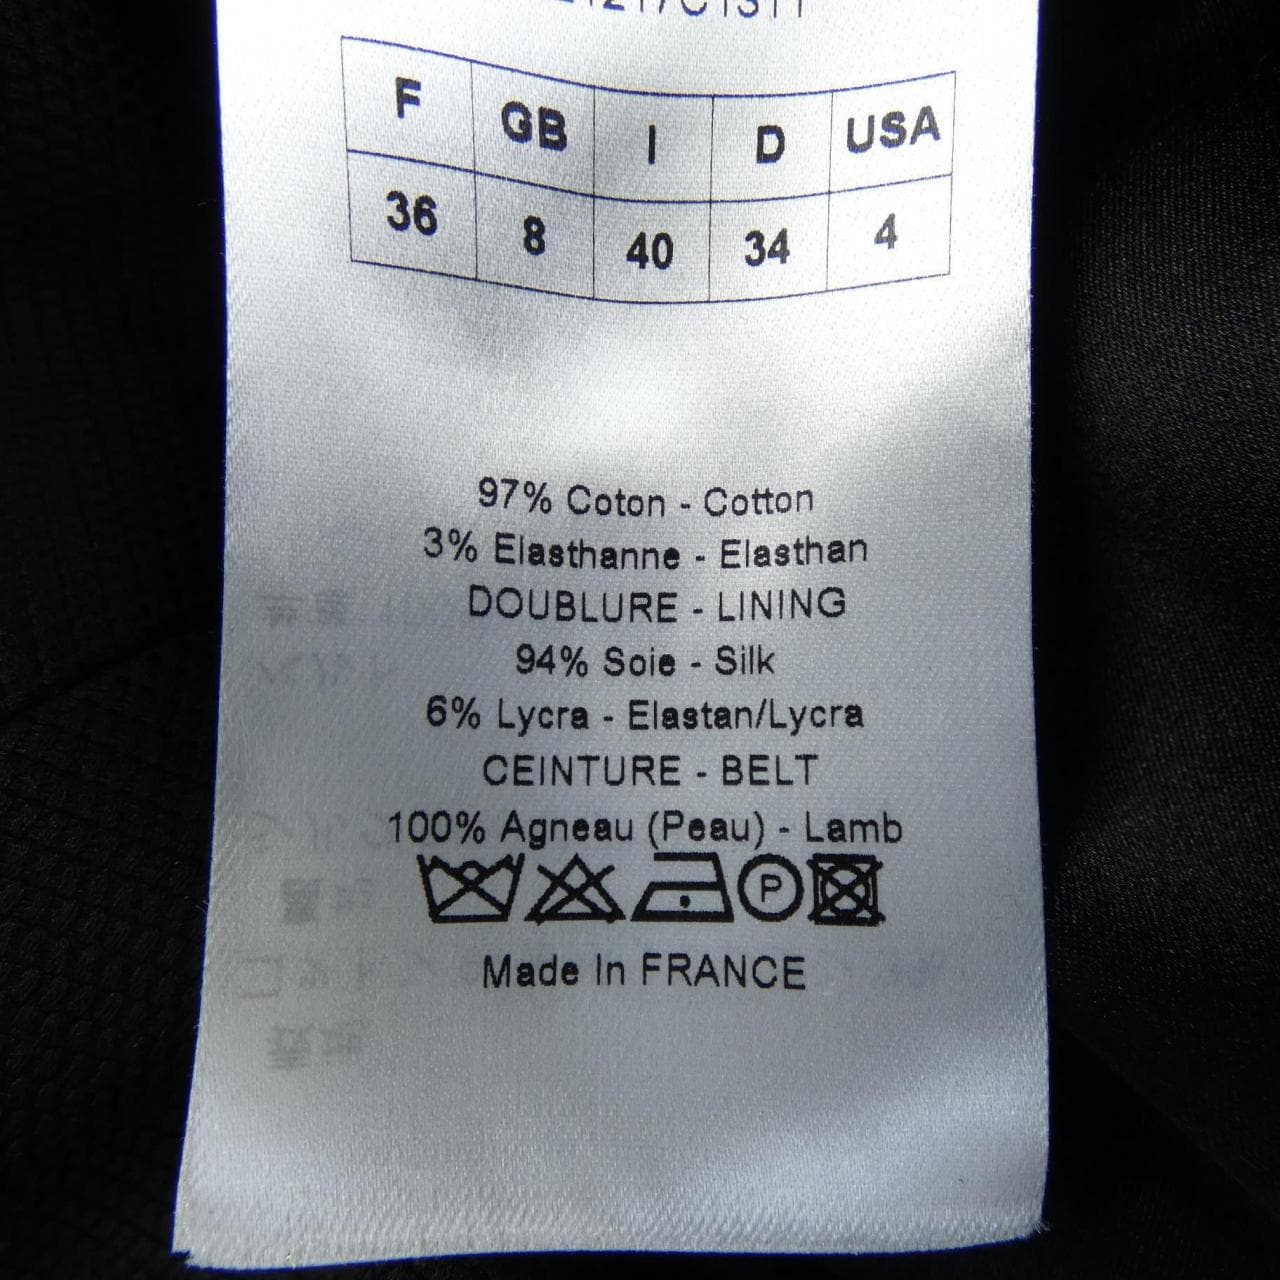 F GB I D USA
36 8 40 34 4
97% Coton - Cotton
3% Elasthanne - Elasthan
DOUBLURE - LINING
94% Soie - Silk
6% Lycra - Elastan/Lycra
CEINTURE - BELT
100% Agneau (Peau) - Lamb
P
Made In FRANCE